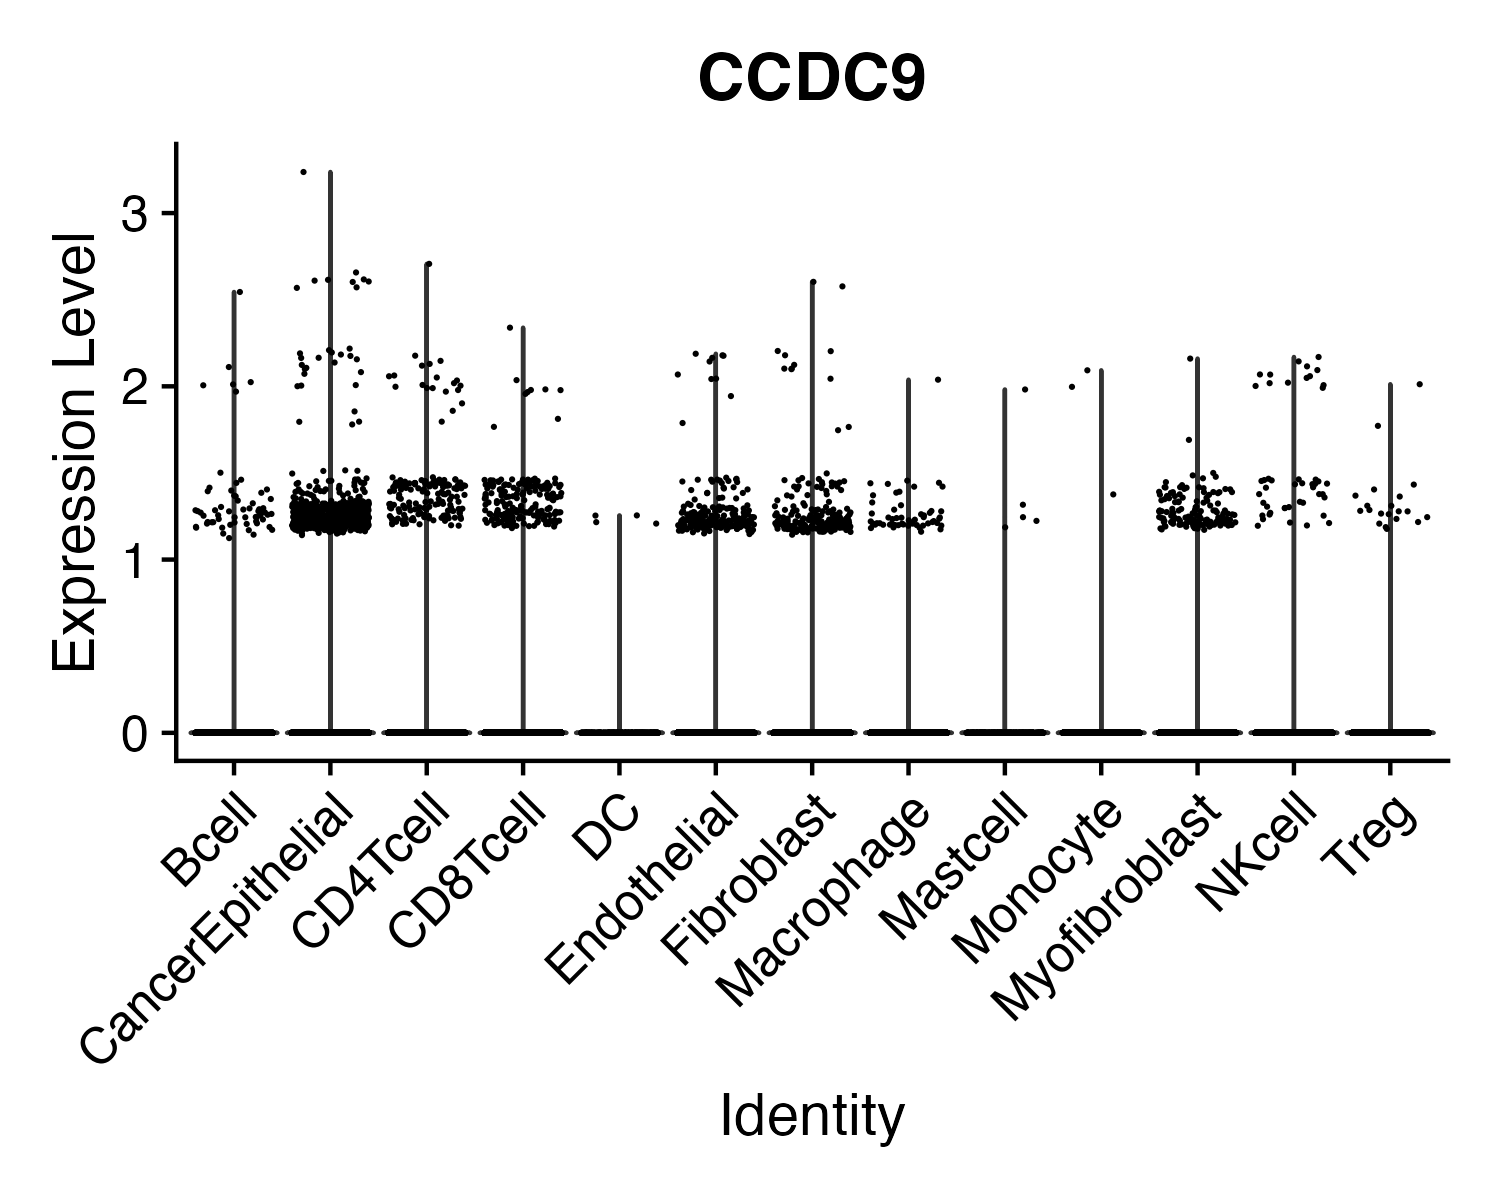 CCDC9
Expression Level
3
2
1
0
Bcell
CancerEpithelial
CD4Tcell
CD8Tcell
DC
Endothelial
Fibroblast
Macrophage
Mastcell
Monocyte
Myofibroblast
NKcell
Treg
Identity